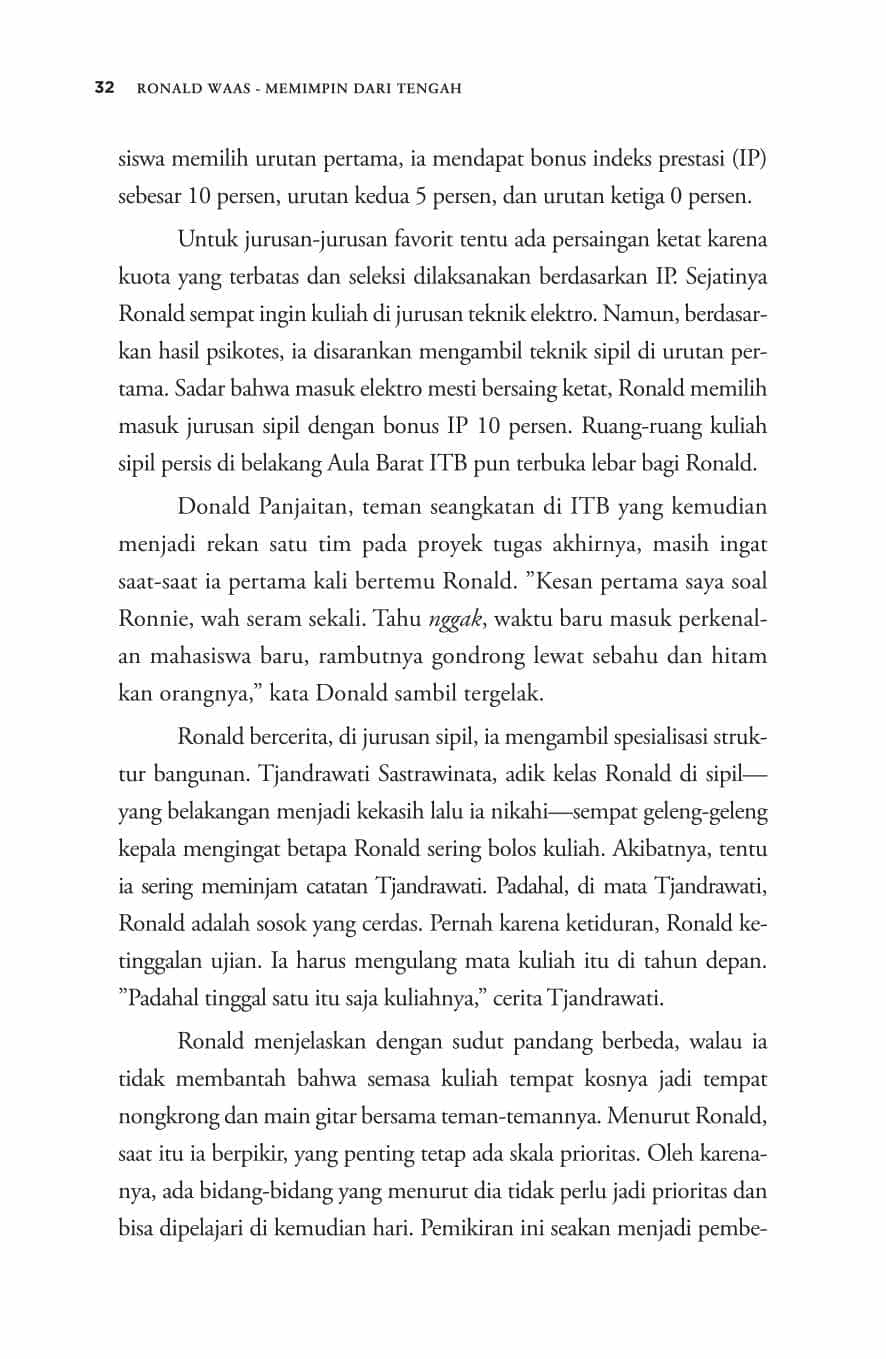 32 RONALD WAAS - MEMIMPIN DARI TENGAH
siswa memilih urutan pertama, ia mendapat bonus indeks prestasi (IP)
sebesar 10 persen, urutan kedua 5 persen, dan urutan ketiga 0 persen.
Untuk jurusan-jurusan favorit tentu ada persaingan ketat karena
kuota yang terbatas dan seleksi dilaksanakan berdasarkan IP. Sejatinya
Ronald sempat ingin kuliah di jurusan teknik elektro. Namun, berdasar-
kan hasil psikotes, ia disarankan mengambil teknik sipil di urutan per-
tama. Sadar bahwa masuk elektro mesti bersaing ketat, Ronald memilih
masuk jurusan sipil dengan bonus IP 10 persen. Ruang-ruang kuliah
sipil persis di belakang Aula Barat ITB pun terbuka lebar bagi Ronald.
Donald Panjaitan, teman seangkatan di ITB yang kemudian
menjadi rekan satu tim pada proyek tugas akhirnya, masih ingat
saat-saat ia pertama kali bertemu Ronald. ”Kesan pertama saya soal
Ronnie, wah seram sekali. Tahu nggak, waktu baru masuk perkenal-
an mahasiswa baru, rambutnya gondrong lewat sebahu dan hitam
kan orangnya,” kata Donald sambil tergelak.
Ronald bercerita, di jurusan sipil, ia mengambil spesialisasi struk-
tur bangunan. Tjandrawati Sastrawinata, adik kelas Ronald di sipil—
yang belakangan menjadi kekasih lalu ia nikahi—sempat geleng-geleng
kepala mengingat betapa Ronald sering bolos kuliah. Akibatnya, tentu
ia sering meminjam catatan Tjandrawati. Padahal, di mata Tjandrawati,
Ronald adalah sosok yang cerdas. Pernah karena ketiduran, Ronald ke-
tinggalan ujian. Ia harus mengulang mata kuliah itu di tahun depan.
”Padahal tinggal satu itu saja kuliahnya,” cerita Tjandrawati.
Ronald menjelaskan dengan sudut pandang berbeda, walau ia
tidak membantah bahwa semasa kuliah tempat kosnya jadi tempat
nongkrong dan main gitar bersama teman-temannya. Menurut Ronald,
saat itu ia berpikir, yang penting tetap ada skala prioritas. Oleh karena-
nya, ada bidang-bidang yang menurut dia tidak perlu jadi prioritas dan
bisa dipelajari di kemudian hari. Pemikiran ini seakan menjadi pembe-